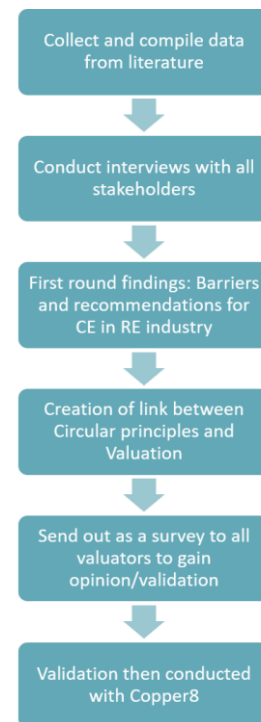 Collect and compile data
from literature
Conduct interviews with all
stakeholders
First round findings: Barriers
and recommendations for
CE in RE industry
Creation of link between
Circular principles and
Valuation
Send out as a survey to all
valuators to gain
opinion/validation
Validation then conducted
with Copper8